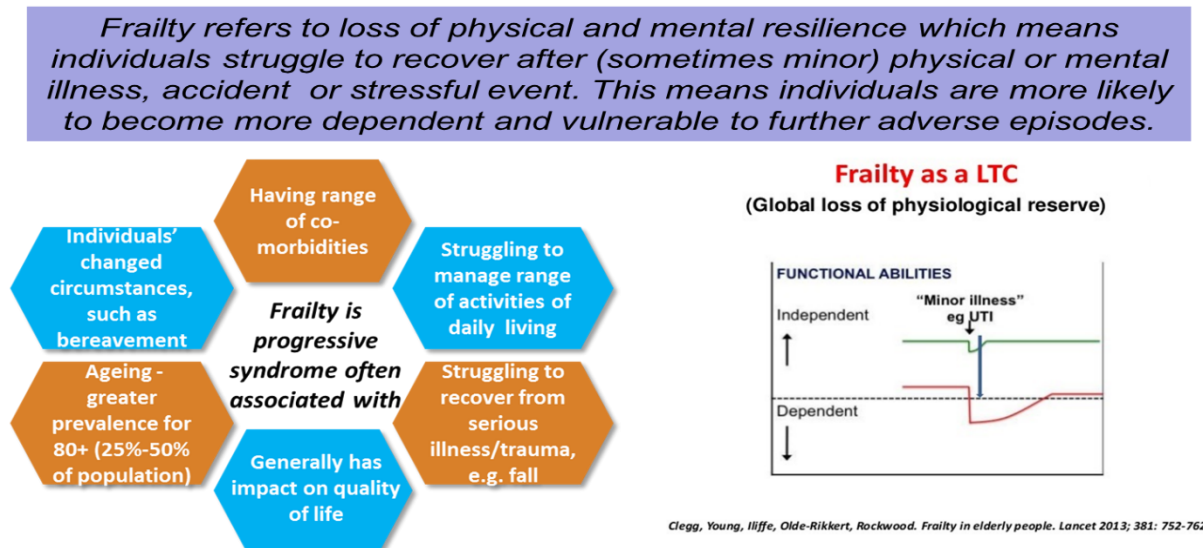 Frailty refers to loss of physical and mental resilience which means
individuals struggle to recover after (sometimes minor) physical or mental
illness, accident or stressful event. This means individuals are more likely
to become more dependent and vulnerable to further adverse episodes.
Having range
of co-
morbidities
Individuals’
changed
circumstances,
such as
bereavement
Struggling to
manage range
of activities of
daily living
Frailty is
progressive
syndrome often
associated with
Ageing -
greater
prevalence for
80+ (25%-50%
of population)
Struggling to
recover from
serious
illness/trauma,
e.g. fall
Generally has
impact on quality
of life
Frailty as a LTC
(Global loss of physiological reserve)
FUNCTIONAL ABILITIES
“Minor illness”
eg UTI
Independent
Dependent
Clegg, Young, Iliffe, Olde-Rikkert, Rockwood. Frailty in elderly people. Lancet 2013; 381: 752-762